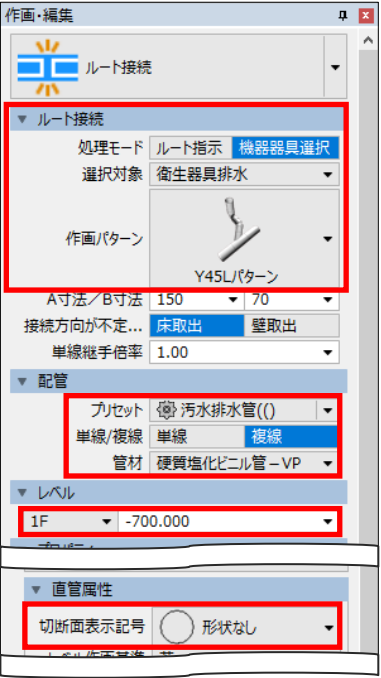 作画・編集
ルート接続
ルート接続
処理モード ルート指示 機器器具選択
選択対象 衛生器具排水
作画パターン
Y45Lパターン
A寸法／B寸法 150 70
接続方向が不定... 床取出 壁取出
単線継手倍率 1.00
配管
プリセット 汚水排水管(()
単線/複線 単線 複線
管材 硬質塩化ビニル管－VP
レベル
1F -700.000
直管属性
切断面表示記号 形状なし